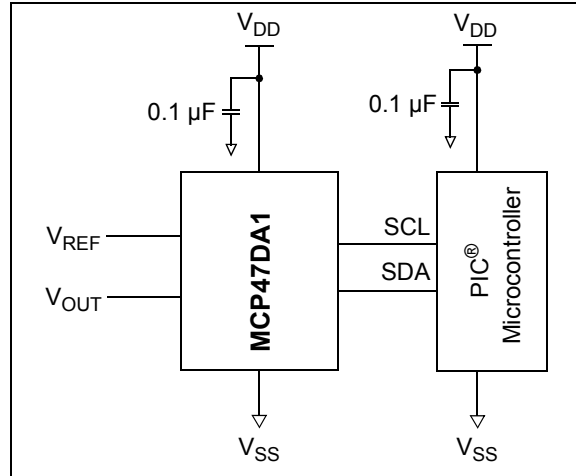 VDD
VDD
0.1 µF
0.1 µF
VREF
VOUT
MCP47DA1
SCL
SDA
PIC®
Microcontroller
VSS
VSS